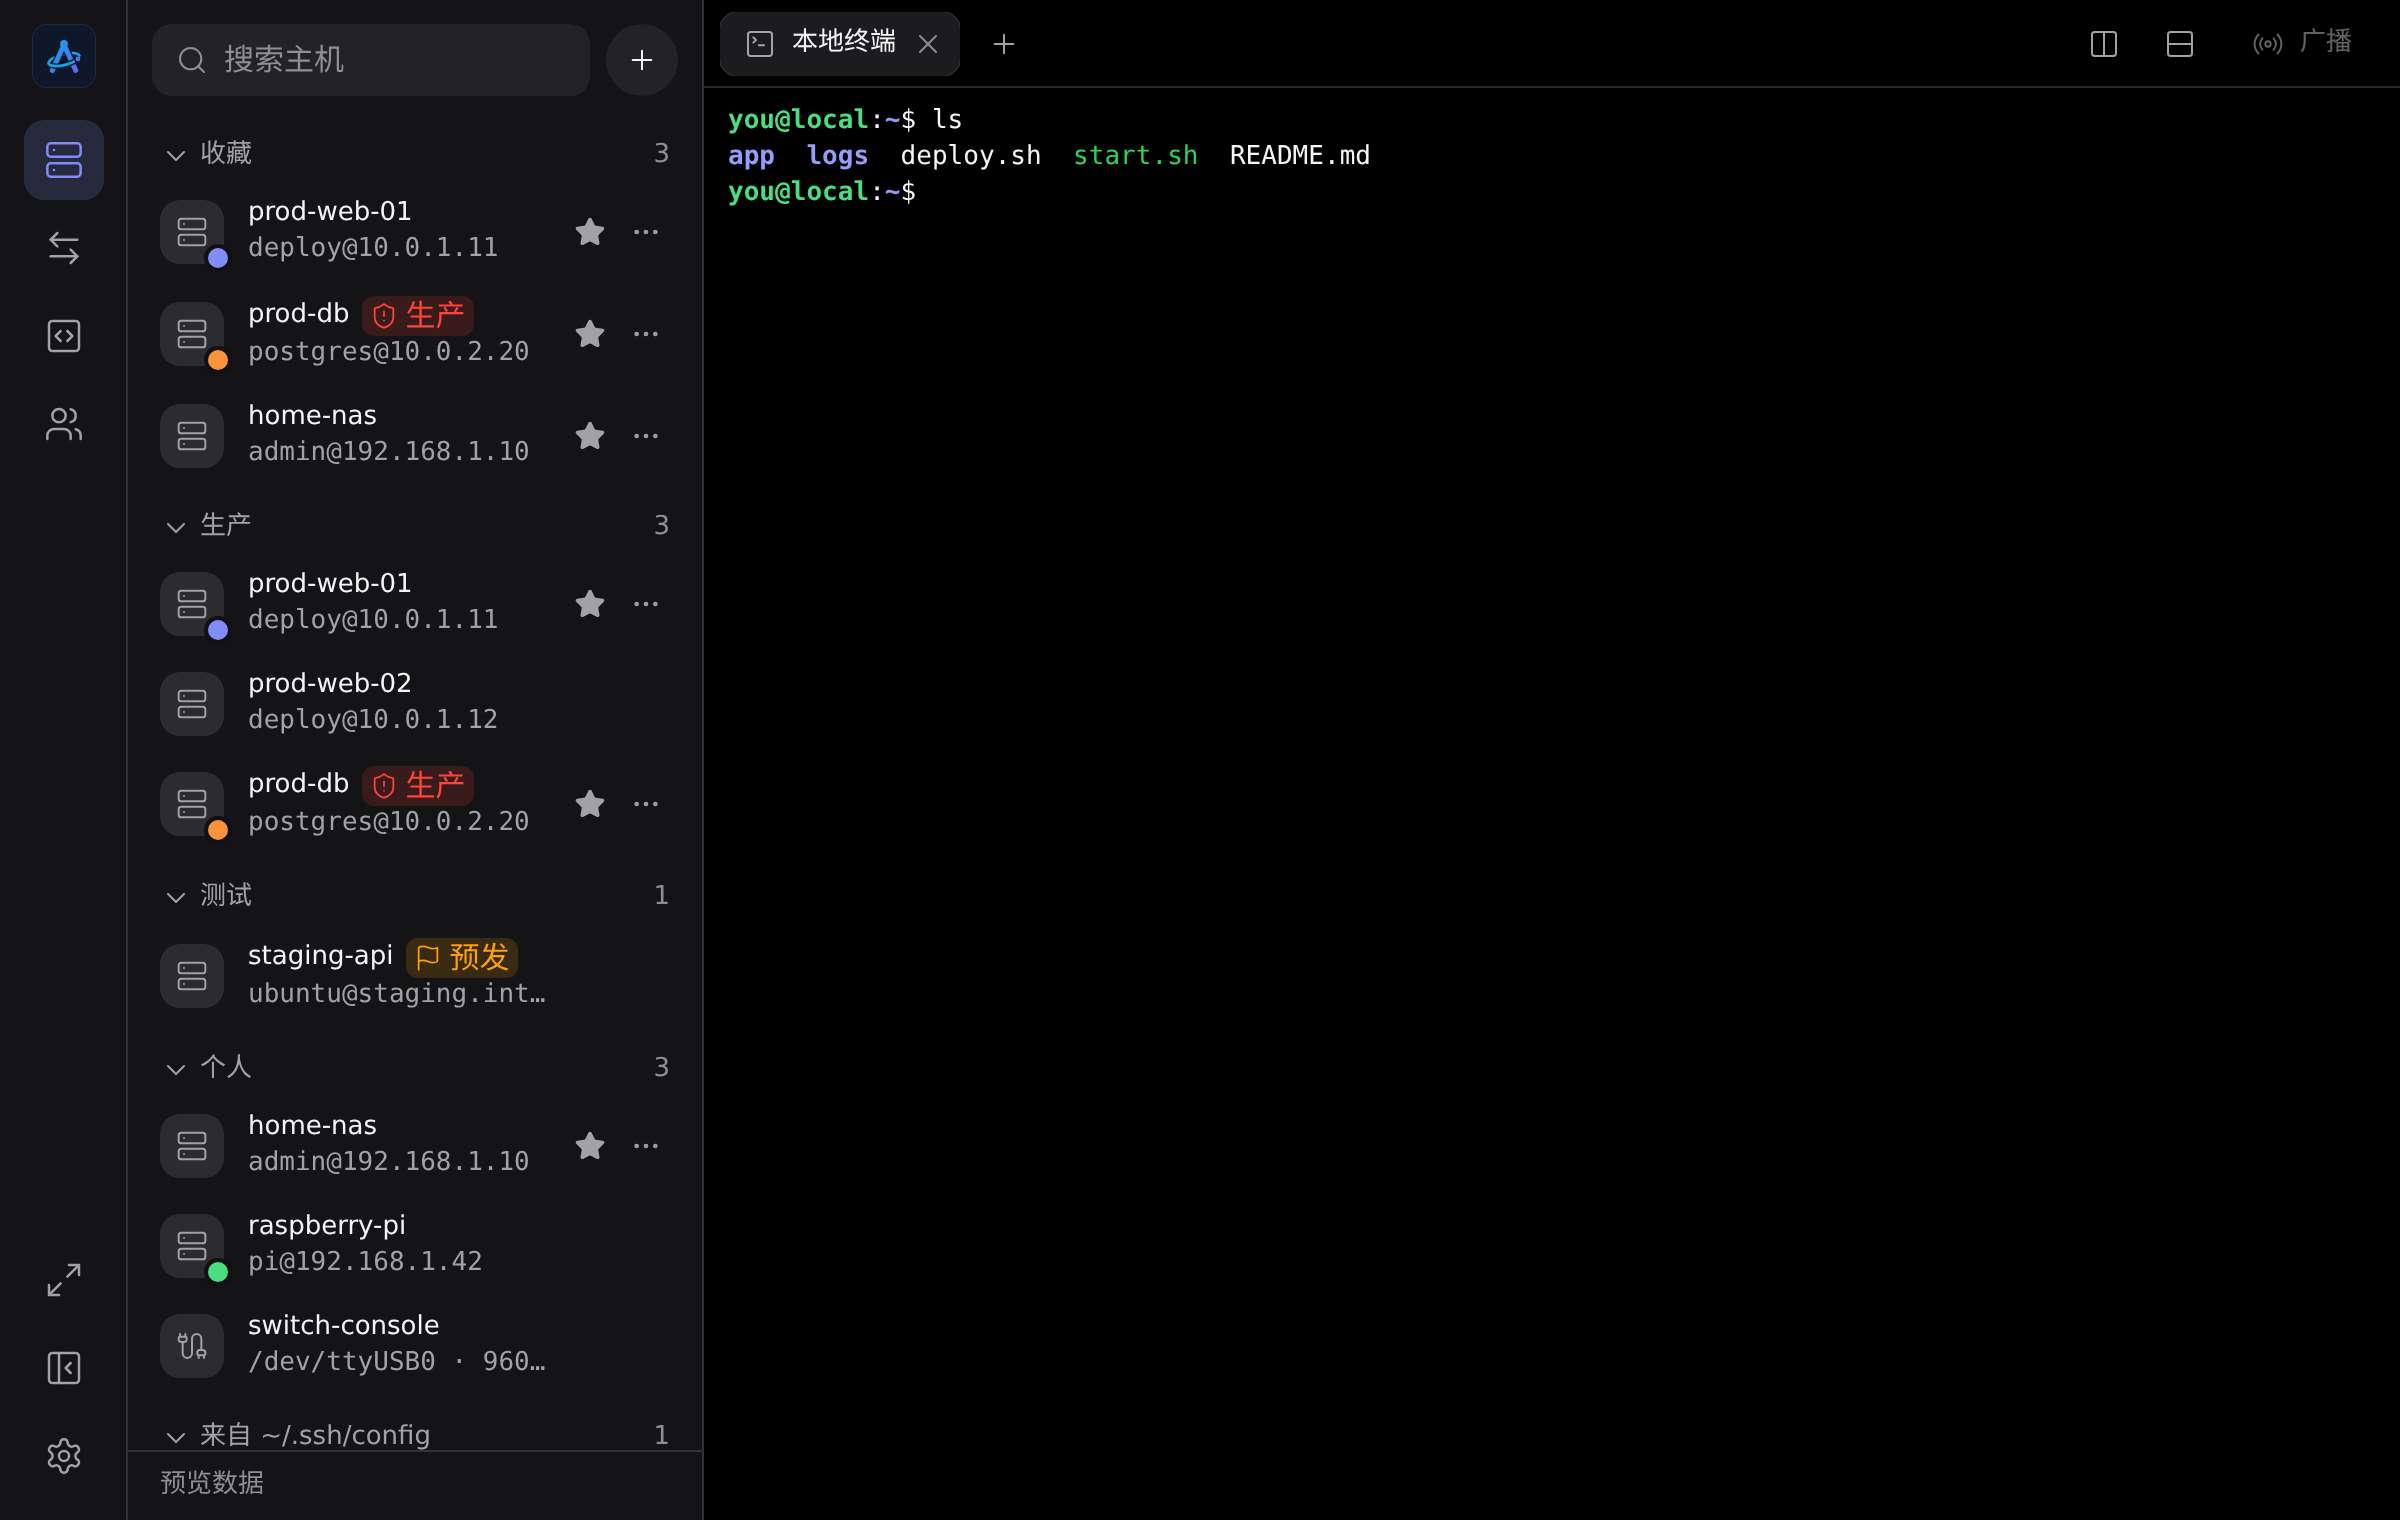 搜索主机
收藏 3
prod-web-01
deploy@10.0.1.11
prod-db 生产
postgres@10.0.2.20
home-nas
admin@192.168.1.10
生产 3
prod-web-01
deploy@10.0.1.11
prod-web-02
deploy@10.0.1.12
prod-db 生产
postgres@10.0.2.20
测试 1
staging-api 预发
ubuntu@staging.int…
个人 3
home-nas
admin@192.168.1.10
raspberry-pi
pi@192.168.1.42
switch-console
/dev/ttyUSB0 · 960…
来自 ~/.ssh/config 1
预览数据
本地终端
广播
you@local:~$ ls
app logs deploy.sh start.sh README.md
you@local:~$